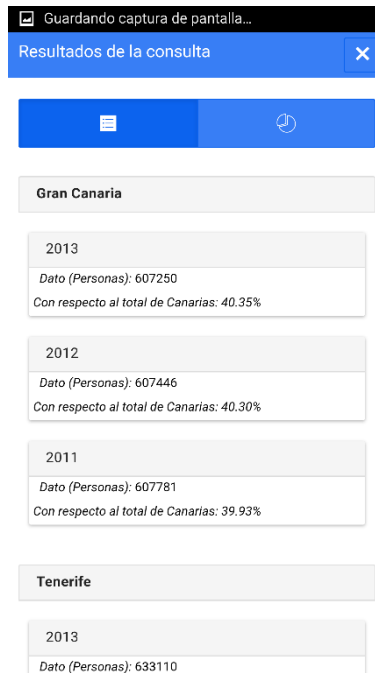 Guardando captura de pantalla...
Resultados de la consulta
Gran Canaria
2013
Dato (Personas): 607250
Con respecto al total de Canarias: 40.35%
2012
Dato (Personas): 607446
Con respecto al total de Canarias: 40.30%
2011
Dato (Personas): 607781
Con respecto al total de Canarias: 39.93%
Tenerife
2013
Dato (Personas): 633110